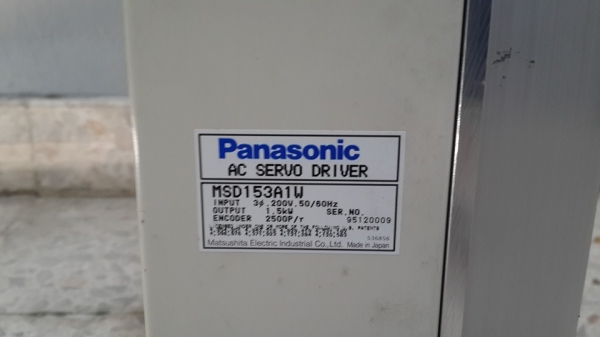 Panasonic
AC SERVO DRIVER
MSD153A1W
INPUT 3ø.200V.50/60Hz
OUTPUT 1.5kW SER.NO.
ENCODER 2500P/r 95120009
Matsushita Electric Industrial Co.,Ltd. Made in Japan